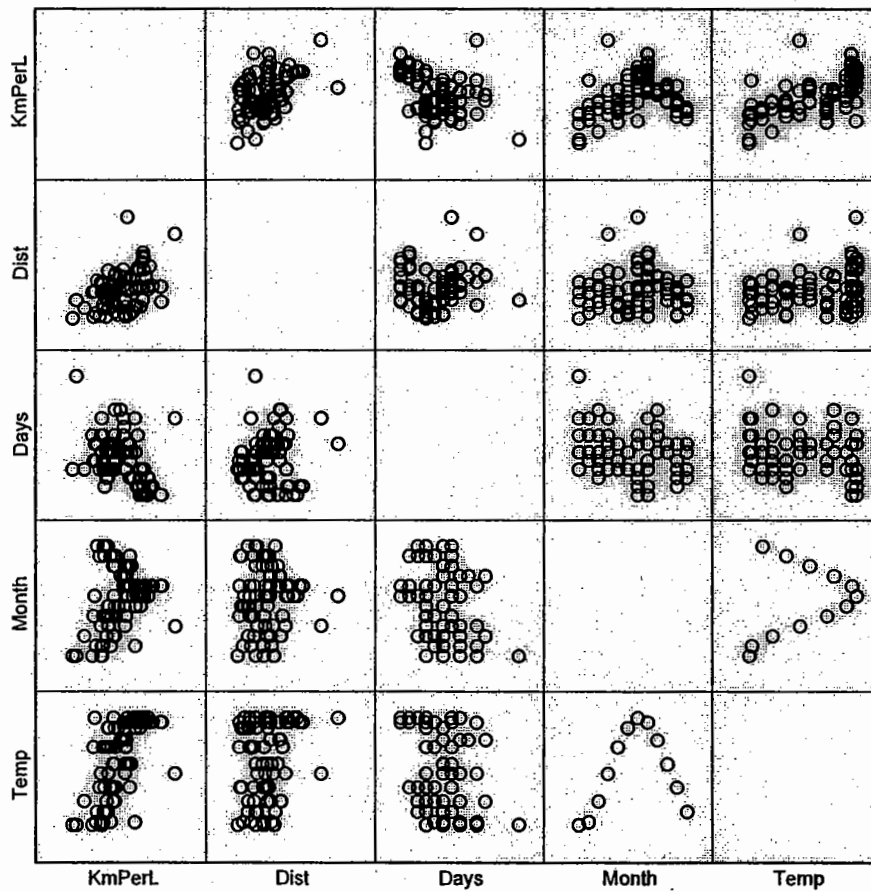 KmPerL
Dist
Days
Month
Temp
KmPerL Dist Days Month Temp